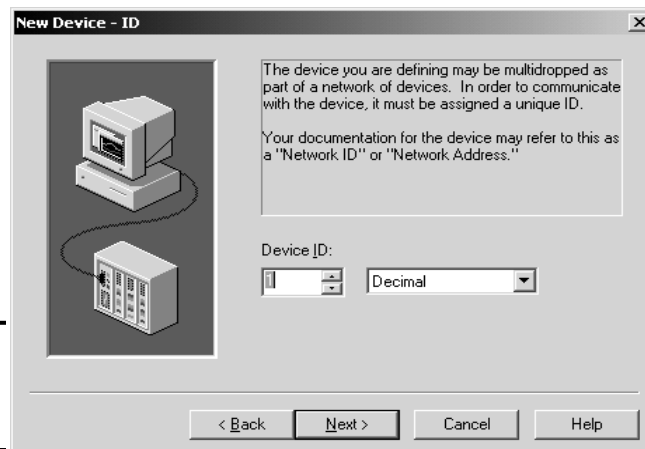 New Device - ID
The device you are defining may be multidropped as
part of a network of devices.  In order to communicate
with the device, it must be assigned a unique ID.
Your documentation for the device may refer to this as
a "Network ID" or "Network Address."
Device ID:
1
Decimal
< Back
Next >
Cancel
Help